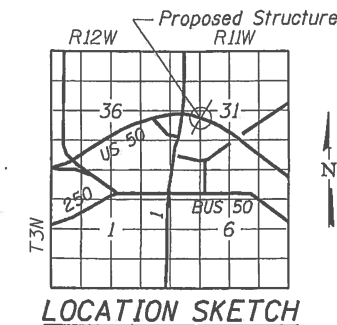 Proposed Structure
R12W R11W
36 31
US 50
N
250
1 BUS 50
T3N
1 6
LOCATION SKETCH